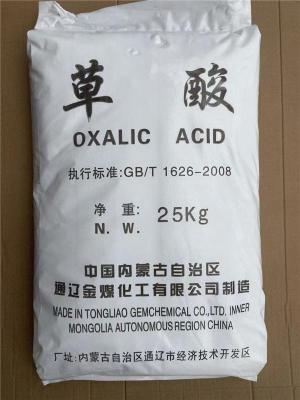 草 酸
OXALIC ACID
执行标准:GB/T 1626-2008
净 重: 25Kg
N. W.
中国内蒙古自治区
通辽金煤化工有限公司制造
MADE IN TONGLIAO GEMCHEMICAL CO.,LTD, INNER
MONGOLIA AUTONOMOUS REGION CHINA
厂址:内蒙古自治区通辽市经济技术开发区